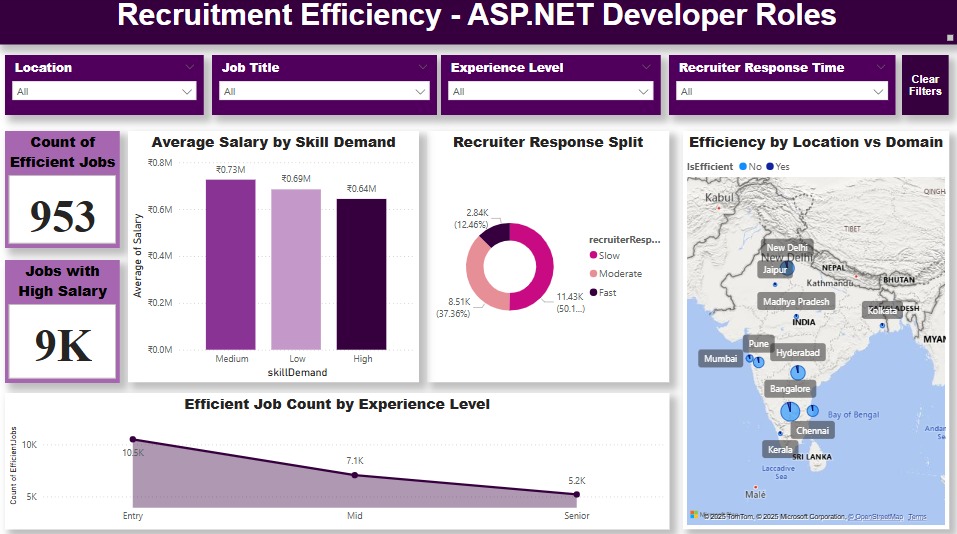 Recruitment Efficiency - ASP.NET Developer Roles
Location
All
Job Title
All
Experience Level
All
Recruiter Response Time
All
Clear
Filters
Count of
Efficient Jobs
953
Jobs with
High Salary
9K
Average Salary by Skill Demand
Average of Salary
₹0.8M
₹0.6M
₹0.4M
₹0.2M
₹0.0M
₹0.73M
₹0.69M
₹0.64M
Medium
Low
High
skillDemand
Recruiter Response Split
2.84K
(12.46%)
8.51K
(37.36%)
11.43K
(50.1...)
recruiterResp...
Slow
Moderate
Fast
Efficiency by Location vs Domain
IsEfficient
No
Yes
Kabul
QINGH
TIBET
New Delhi
New Delhi
Jaipur
NEPAL
Kathmandu
BHUTAN
Madhya Pradesh
Kolkata
INDIA
MYAN
Pune
Mumbai
Hyderabad
Bangalore
Bay of Bengal
Chennai
Kerala
SRI LANKA
Laccadive
Sea
Malé
Andan
Se
© 2025 TomTom, © 2025 Microsoft Corporation, © OpenStreetMap Terms
Efficient Job Count by Experience Level
Count of EfficientJobs
10K
5K
10.5K
7.1K
5.2K
Entry
Mid
Senior